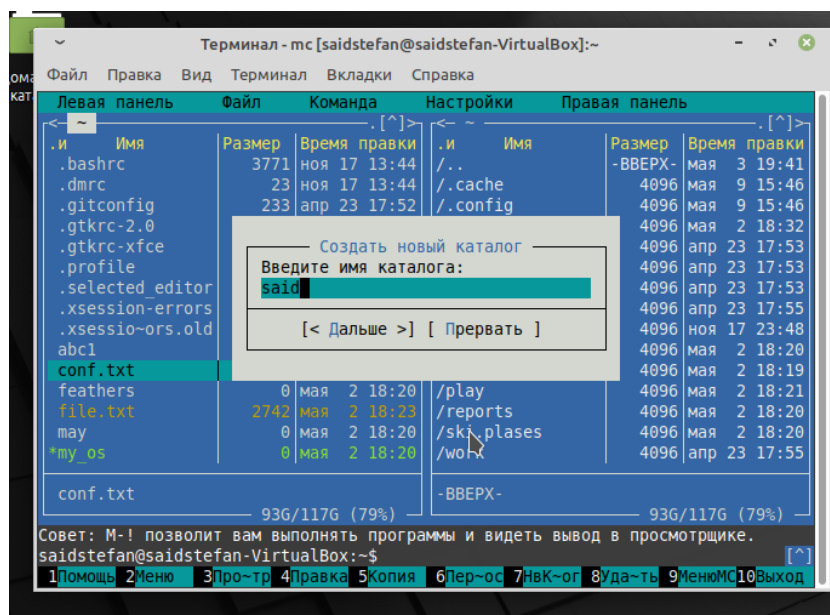 Терминал - mc [saidstefan@saidstefan-VirtualBox]:~
Файл Правка Вид Терминал Вкладки Справка
Левая панель Файл Команда Настройки Правая панель
<— ~ .[^]> <— ~ .[^]>
.и Имя Размер Время правки .и Имя Размер Время правки
.bashrc 3771 ноя 17 13:44 /.. -ВВЕРХ- мая 3 19:41
.dmrc 23 ноя 17 13:44 /.cache 4096 мая 9 15:46
.gitconfig 233 апр 23 17:52 /.config 4096 мая 9 15:46
.gtkrc-2.0 4096 мая 2 18:32
.gtkrc-xfce Создать новый каталог 4096 апр 23 17:53
.profile Введите имя каталога: 4096 апр 23 17:53
.selected_editor said 4096 апр 23 17:53
.xsession-errors 4096 апр 23 17:55
.xsessio~ors.old [< Дальше >] [ Прервать ] 4096 ноя 17 23:48
abc1 4096 мая 2 18:20
conf.txt 4096 мая 2 18:19
feathers 0 мая 2 18:20 /play 4096 мая 2 18:21
file.txt 2742 мая 2 18:23 /reports 4096 мая 2 18:20
may 0 мая 2 18:20 /ski.plases 4096 мая 2 18:20
*my_os 0 мая 2 18:20 /work 4096 апр 23 17:55
conf.txt -ВВЕРХ-
93G/117G (79%) 93G/117G (79%)
Совет: M-! позволит вам выполнять программы и видеть вывод в просмотрщике.
saidstefan@saidstefan-VirtualBox:~$ [^]
1Помощь 2Меню 3Про~тр 4Правка 5Копия 6Пер~ос 7НвК~ог 8Уда~ть 9МенюМС 10Выход